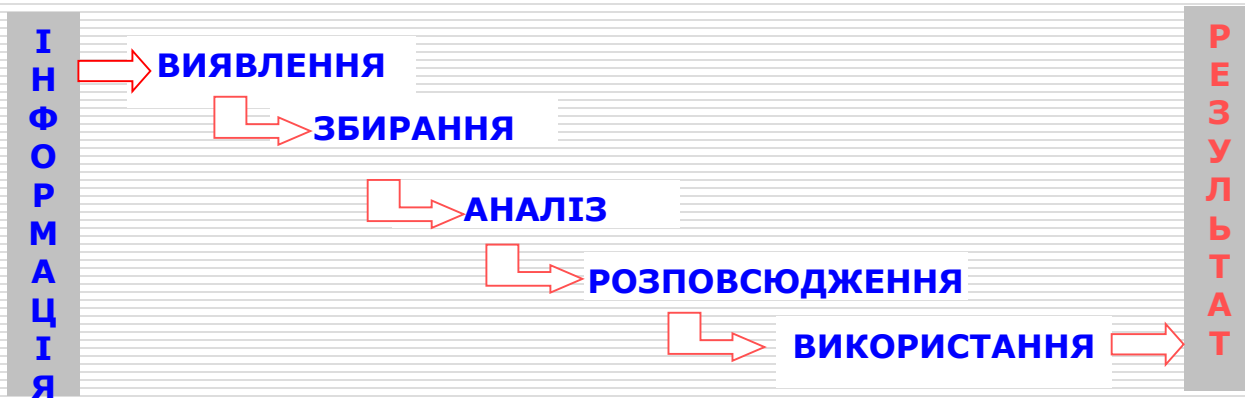 ІНФОРМАЦІЯ
ВИЯВЛЕННЯ
ЗБИРАННЯ
АНАЛІЗ
РОЗПОВСЮДЖЕННЯ
ВИКОРИСТАННЯ
РЕЗУЛЬТАТ